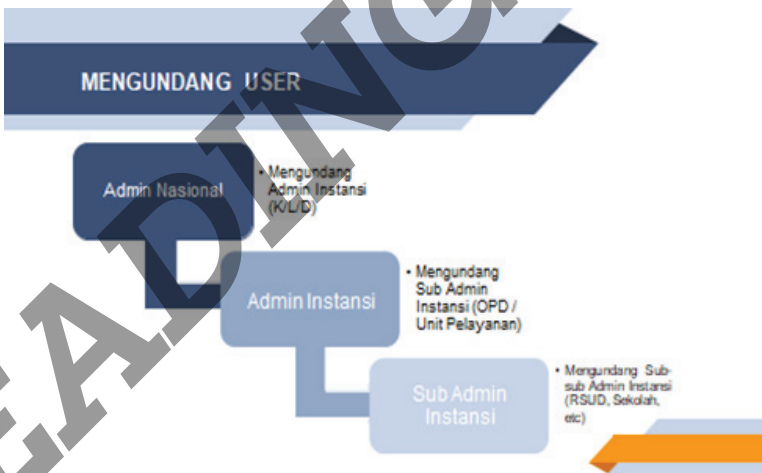 MENGUNDANG USER
Admin Nasional
• Mengundang
Admin Instansi
(K/L/D)
Admin Instansi
• Mengundang
Sub Admin
Instansi (OPD /
Unit Pelayanan)
Sub Admin
Instansi
• Mengundang Sub-
sub Admin Instansi
(RSUD, Sekolah,
etc)
EADING